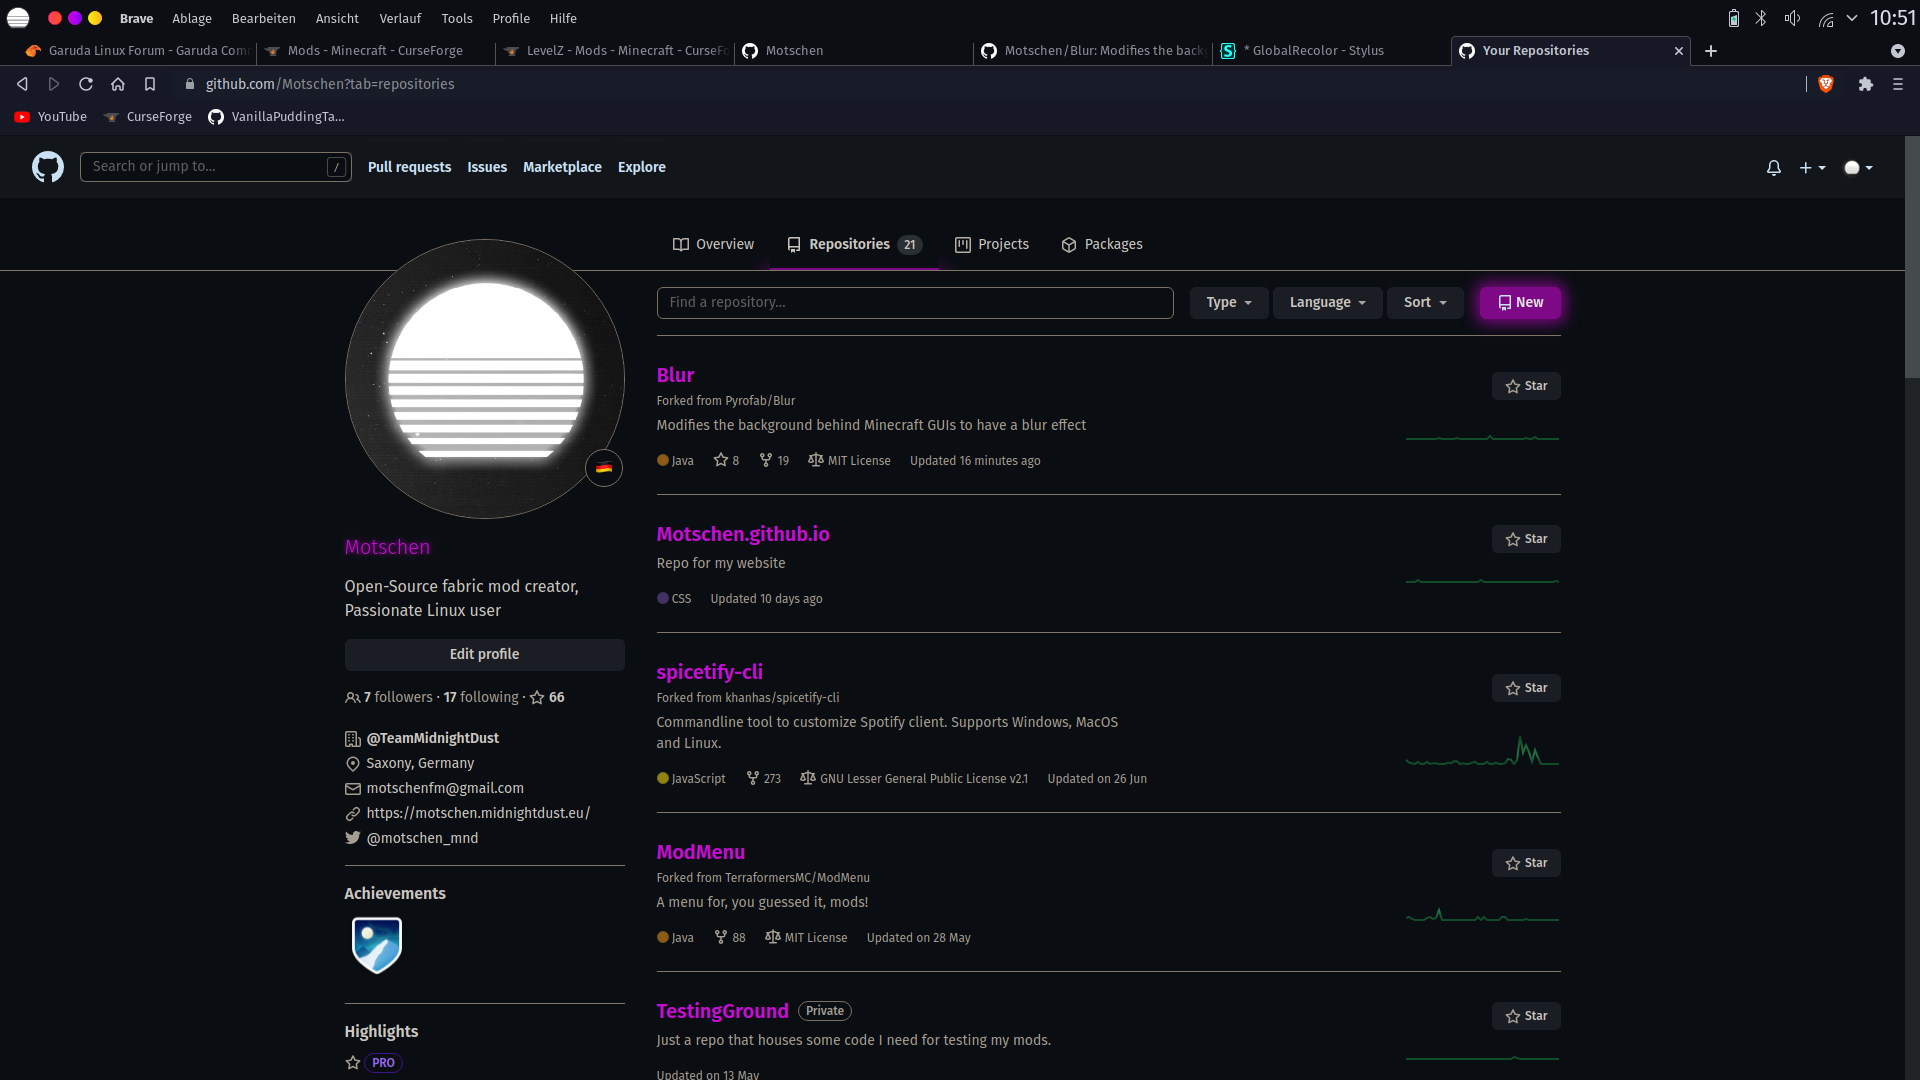 Brave Ablage Bearbeiten Ansicht Verlauf Tools Profile Hilfe 10:51
Garuda Linux Forum - Garuda Com Mods - Minecraft - CurseForge LevelZ - Mods - Minecraft - CurseFo Motschen Motschen/Blur: Modifies the back * GlobalRecolor - Stylus Your Repositories
github.com/Motschen?tab=repositories
YouTube CurseForge VanillaPuddingTa...
Search or jump to... / Pull requests Issues Marketplace Explore
Overview Repositories 21 Projects Packages
Find a repository... Type Language Sort New
Blur
Star
Forked from Pyrofab/Blur
Modifies the background behind Minecraft GUIs to have a blur effect
Java 8 19 MIT License Updated 16 minutes ago
Motschen.github.io
Star
Repo for my website
CSS Updated 10 days ago
spicetify-cli
Star
Forked from khanhas/spicetify-cli
Commandline tool to customize Spotify client. Supports Windows, MacOS
and Linux.
JavaScript 273 GNU Lesser General Public License v2.1 Updated on 26 Jun
ModMenu
Star
Forked from TerraformersMC/ModMenu
A menu for, you guessed it, mods!
Java 88 MIT License Updated on 28 May
TestingGround Private
Star
Just a repo that houses some code I need for testing my mods.
Updated on 13 May
Motschen
Open-Source fabric mod creator,
Passionate Linux user
Edit profile
7 followers · 17 following · 66
@TeamMidnightDust
Saxony, Germany
motschenfm@gmail.com
https://motschen.midnightdust.eu/
@motschen_mnd
Achievements
Highlights
PRO